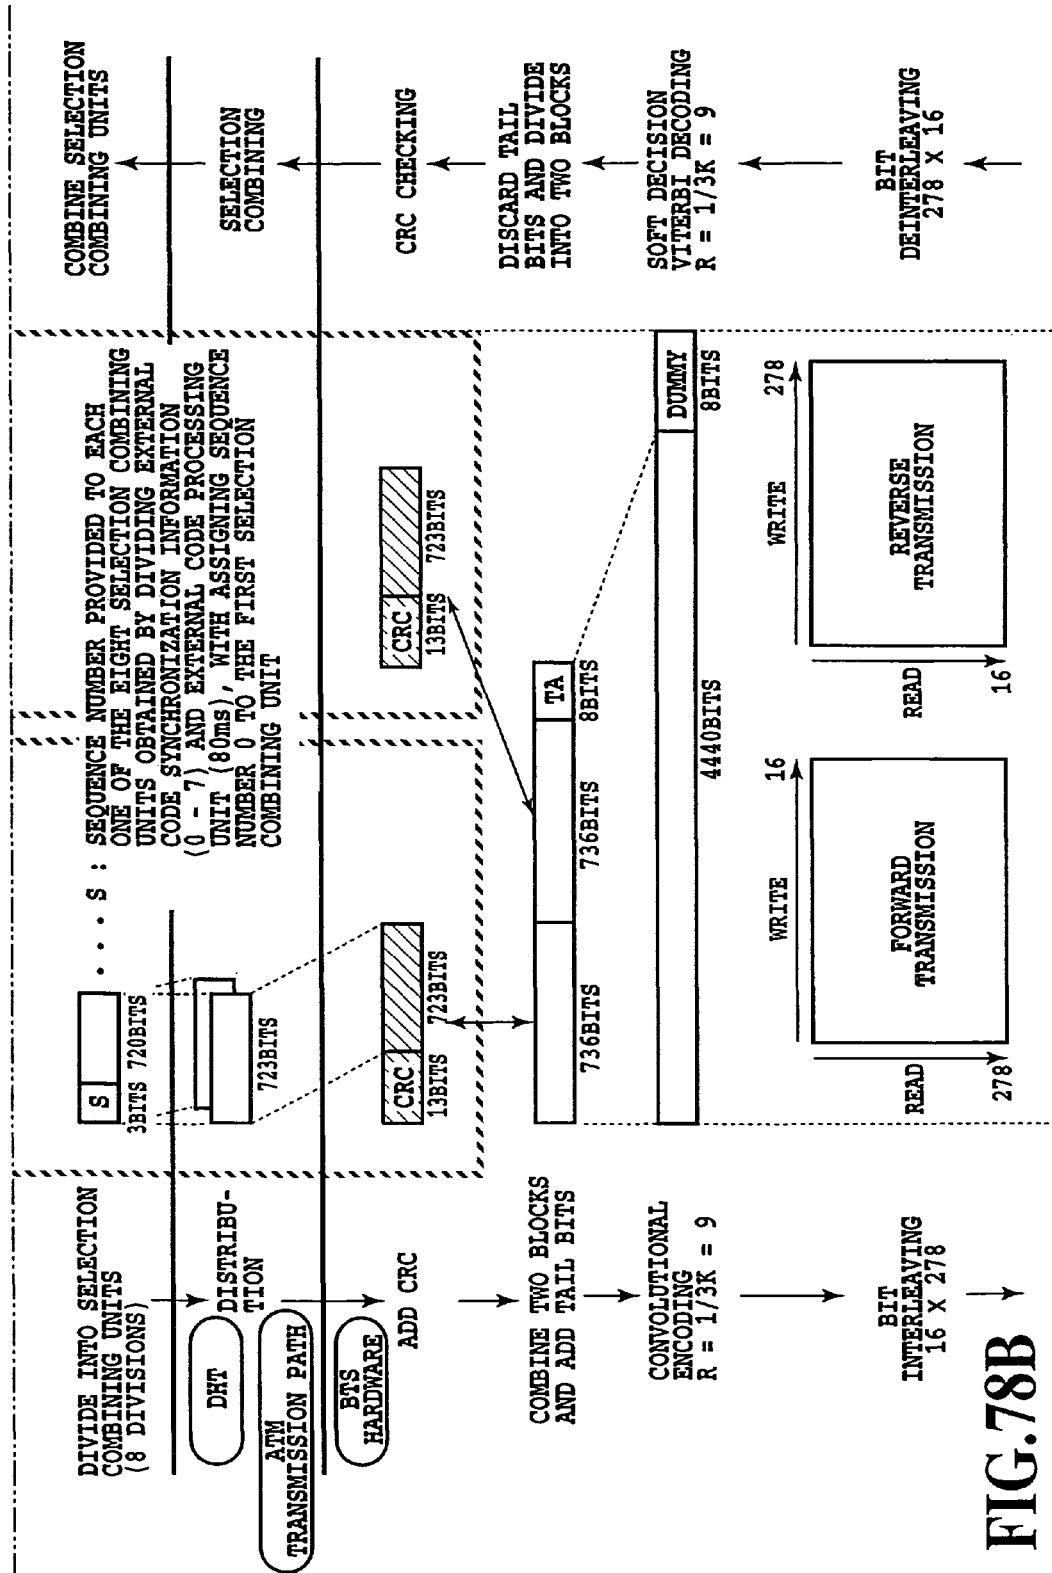 DIVIDE INTO SELECTION
COMBINING UNITS
(8 DIVISIONS)
DHT
DISTRIBU-
TION
ATM
TRANSMISSION PATH
BTS
HARDWARE
ADD CRC
COMBINE TWO BLOCKS
AND ADD TAIL BITS
CONVOLUTIONAL
ENCODING
R = 1/3K = 9
BIT
INTERLEAVING
16 X 278
S
3BITS 720BITS
• • • S : SEQUENCE NUMBER PROVIDED TO EACH
ONE OF THE EIGHT SELECTION COMBINING
UNITS OBTAINED BY DIVIDING EXTERNAL
CODE SYNCHRONIZATION INFORMATION
(0 - 7) AND EXTERNAL CODE PROCESSING
UNIT (80ms), WITH ASSIGNING SEQUENCE
NUMBER 0 TO THE FIRST SELECTION
COMBINING UNIT
723BITS
CRC
13BITS 723BITS
CRC
13BITS 723BITS
TA
736BITS 736BITS 8BITS
DUMMY
4440BITS 8BITS
WRITE 16
READ
278
FORWARD
TRANSMISSION
WRITE 278
READ
16
REVERSE
TRANSMISSION
COMBINE SELECTION
COMBINING UNITS
SELECTION
COMBINING
CRC CHECKING
DISCARD TAIL
BITS AND DIVIDE
INTO TWO BLOCKS
SOFT DECISION
VITERBI DECODING
R = 1/3K = 9
BIT
DEINTERLEAVING
278 X 16
FIG.78B